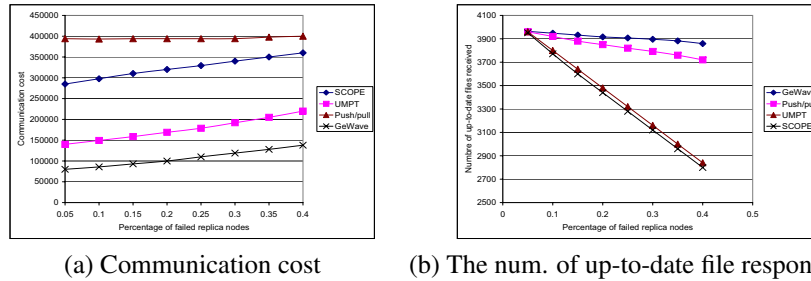 450000
400000
350000
300000
250000
200000
150000
100000
50000
0
Communication cost
0.05 0.1 0.15 0.2 0.25 0.3 0.35 0.4
Percentage of failed replica nodes
SCOPE
UMPT
Push/pull
GeWave
(a) Communication cost
4100
3900
3700
3500
3300
3100
2900
2700
2500
Numbre of up-to-date files received
0 0.1 0.2 0.3 0.4 0.5
Percentage of failed replica nodes
GeWav
Push/pu
UMPT
SCOPE
(b) The num. of up-to-date file respon